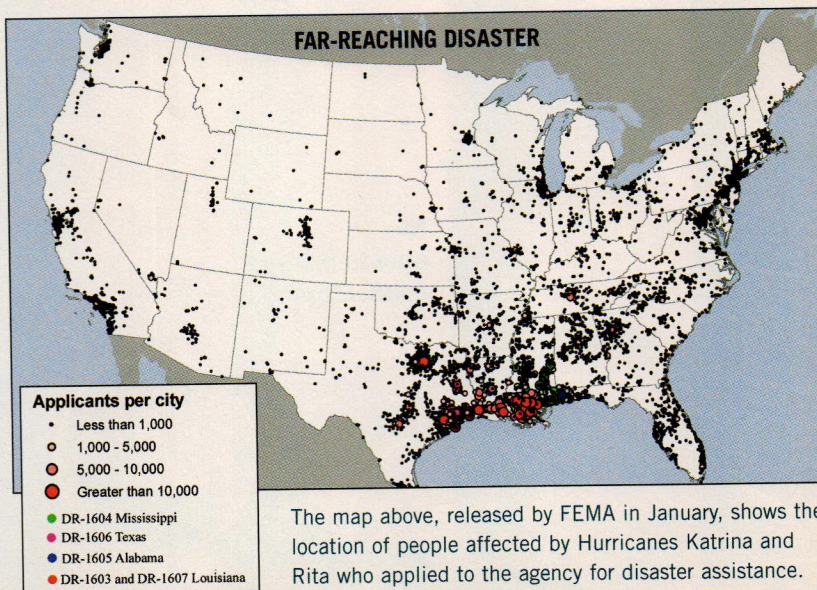 FAR-REACHING DISASTER
Applicants per city
Less than 1,000
1,000 - 5,000
5,000 - 10,000
Greater than 10,000
DR-1604 Mississippi
DR-1606 Texas
DR-1605 Alabama
DR-1603 and DR-1607 Louisiana
The map above, released by FEMA in January, shows the
location of people affected by Hurricanes Katrina and
Rita who applied to the agency for disaster assistance.